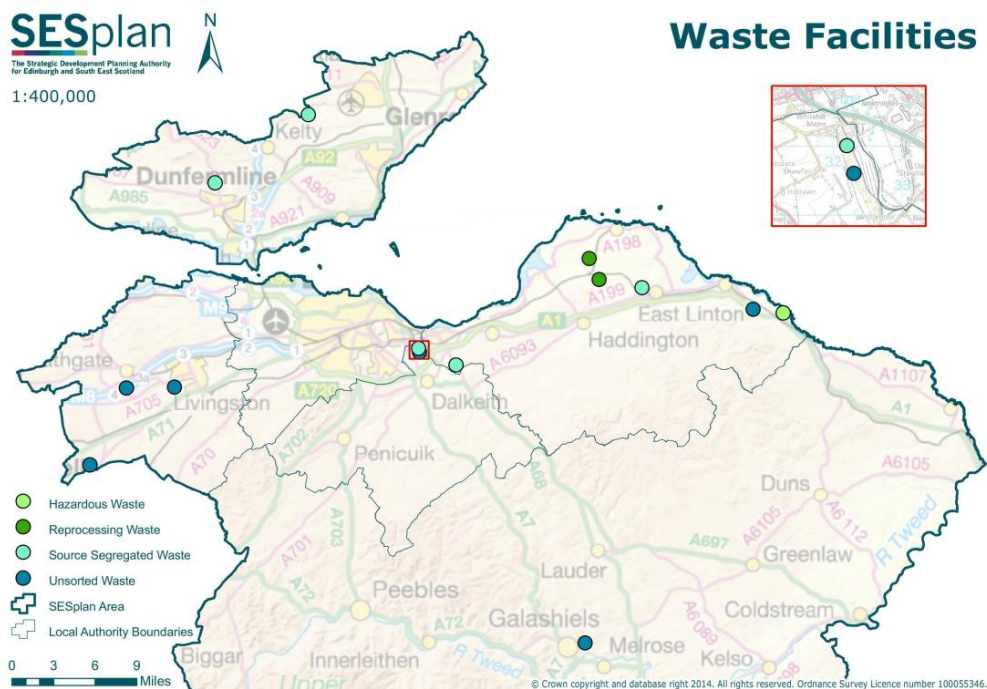 SESplan
The Strategic Development Planning Authority
for Edinburgh and South East Scotland
1:400,000
N
Waste Facilities
Kelty
A92
Dunfermline
A985
A909
A921
A198
A199
East Linton
A1
Haddington
A6093
A720
Dalkeith
Livingston
A705
A71
A70
A702
Penicuik
A701
A703
A7
A68
A1107
A1
A6105
Duns
A6105
A6112
R Tweed
A697
Greenlaw
Lauder
Peebles
A72
Galashiels
Coldstream
A6089
Melrose
A72
Biggar
Innerleithen
R Tweed
A7
Kelso
Upper
Hazardous Waste
Reprocessing Waste
Source Segregated Waste
Unsorted Waste
SESplan Area
Local Authority Boundaries
0 3 6 9
Miles
© Crown copyright and database right 2014. All rights reserved. Ordnance Survey Licence number 100055346.